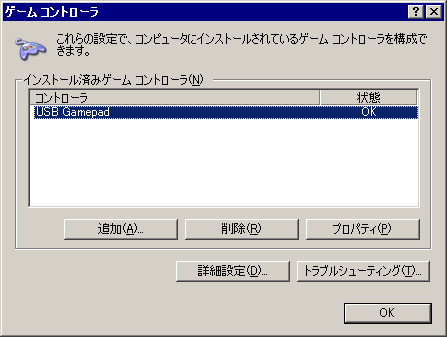 ゲーム コントローラ
これらの設定で、コンピュータにインストールされているゲーム コントローラを構成で
きます。
インストール済みゲーム コントローラ(N)
コントローラ 状態
USB Gamepad OK
追加(A)... 削除(R) プロパティ(P)
詳細設定(D)... トラブルシューティング(T)...
OK